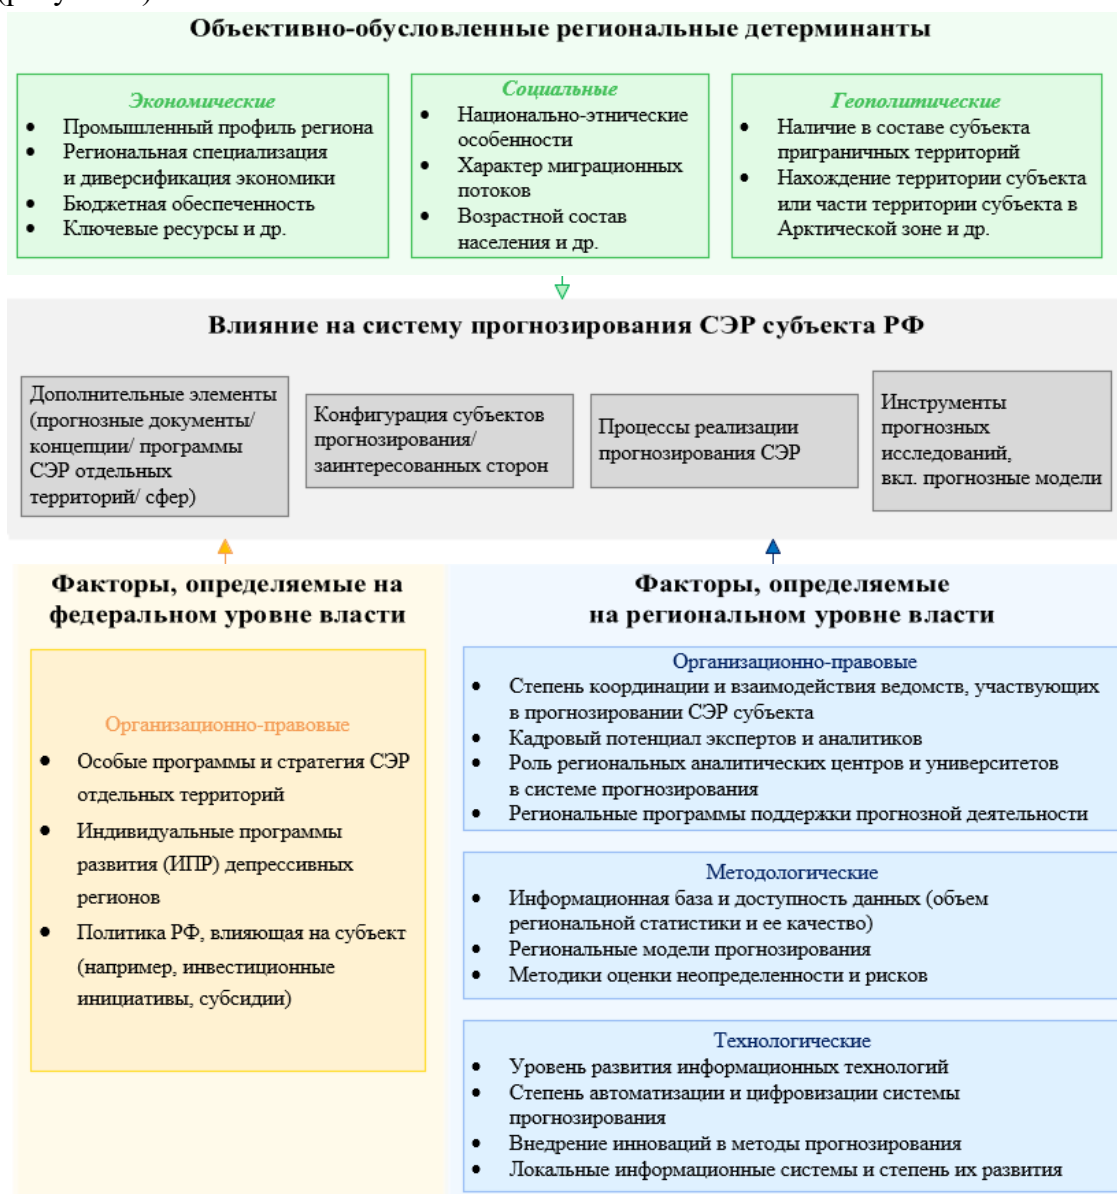 Объективно-обусловленные региональные детерминанты
Экономические
• Промышленный профиль региона
• Региональная специализация
и диверсификация экономики
• Бюджетная обеспеченность
• Ключевые ресурсы и др.
Социальные
• Национально-этнические
особенности
• Характер миграционных
потоков
• Возрастной состав
населения и др.
Геополитические
• Наличие в составе субъекта
приграничных территорий
• Нахождение территории субъекта
или части территории субъекта в
Арктической зоне и др.
Влияние на систему прогнозирования СЭР субъекта РФ
Дополнительные элементы
(прогнозные документы/
концепции/ программы
СЭР отдельных
территорий/ сфер)
Конфигурация субъектов
прогнозирования/
заинтересованных сторон
Процессы реализации
прогнозирования СЭР
Инструменты
прогнозных
исследований,
вкл. прогнозные модели
Факторы, определяемые на
федеральном уровне власти
Организационно-правовые
• Особые программы и стратегия СЭР
отдельных территорий
• Индивидуальные программы
развития (ИПР) депрессивных
регионов
• Политика РФ, влияющая на субъект
(например, инвестиционные
инициативы, субсидии)
Факторы, определяемые
на региональном уровне власти
Организационно-правовые
• Степень координации и взаимодействия ведомств, участвующих
в прогнозировании СЭР субъекта
• Кадровый потенциал экспертов и аналитиков
• Роль региональных аналитических центров и университетов
в системе прогнозирования
• Региональные программы поддержки прогнозной деятельности
Методологические
• Информационная база и доступность данных (объем
региональной статистики и ее качество)
• Региональные модели прогнозирования
• Методики оценки неопределенности и рисков
Технологические
• Уровень развития информационных технологий
• Степень автоматизации и цифровизации системы
прогнозирования
• Внедрение инноваций в методы прогнозирования
• Локальные информационные системы и степень их развития